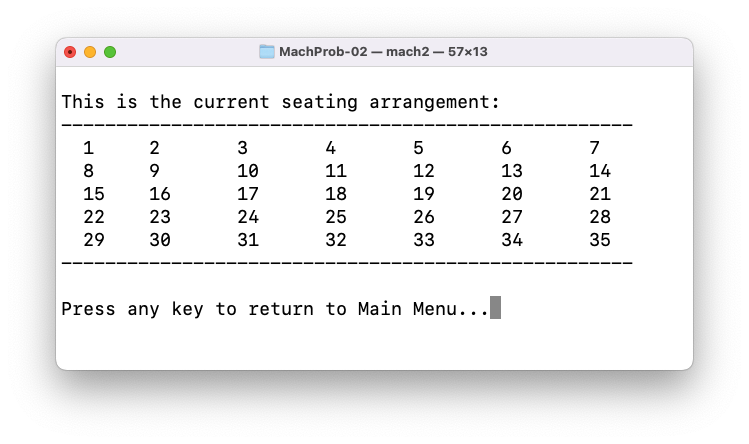 MachProb-02 — mach2 — 57×13
This is the current seating arrangement:
----------------------------------------------------
1 2 3 4 5 6 7
8 9 10 11 12 13 14
15 16 17 18 19 20 21
22 23 24 25 26 27 28
29 30 31 32 33 34 35
----------------------------------------------------
Press any key to return to Main Menu...